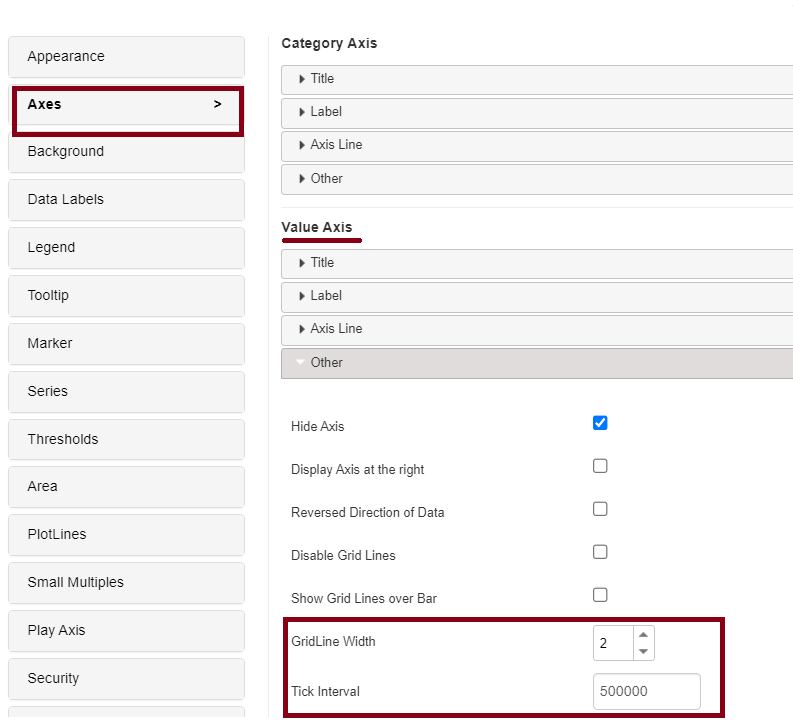 Appearance
Axes >
Background
Data Labels
Legend
Tooltip
Marker
Series
Thresholds
Area
PlotLines
Small Multiples
Play Axis
Security
Category Axis
Title
Label
Axis Line
Other
Value Axis
Title
Label
Axis Line
Other
Hide Axis
Display Axis at the right
Reversed Direction of Data
Disable Grid Lines
Show Grid Lines over Bar
GridLine Width 2
Tick Interval 500000